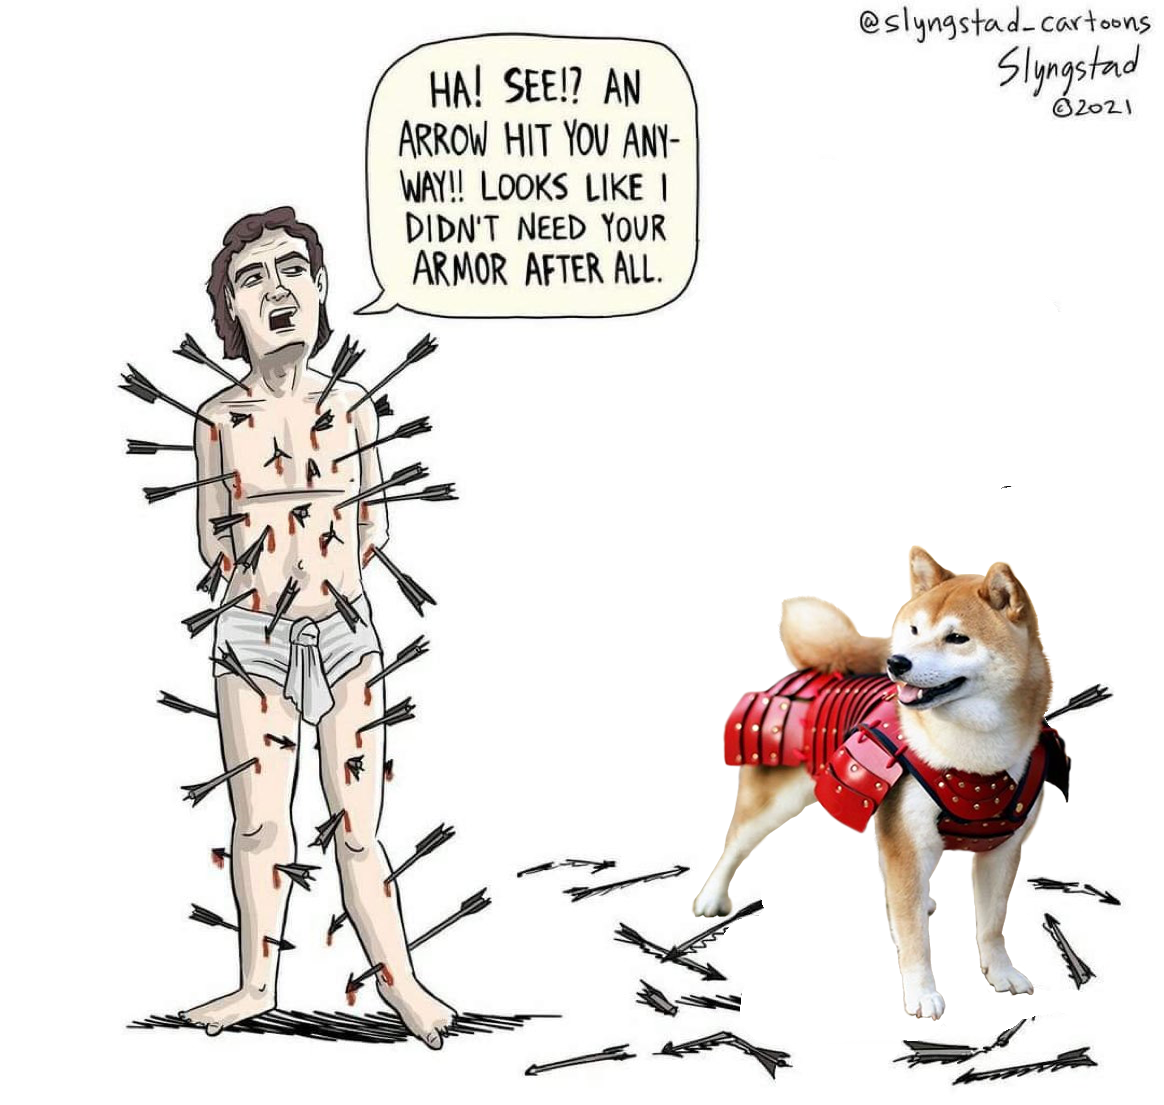 @slyngstad_cartoons
Slyngstad
©2021
HA! SEE!? AN
ARROW HIT YOU ANY-
WAY!! LOOKS LIKE I
DIDN'T NEED YOUR
ARMOR AFTER ALL.